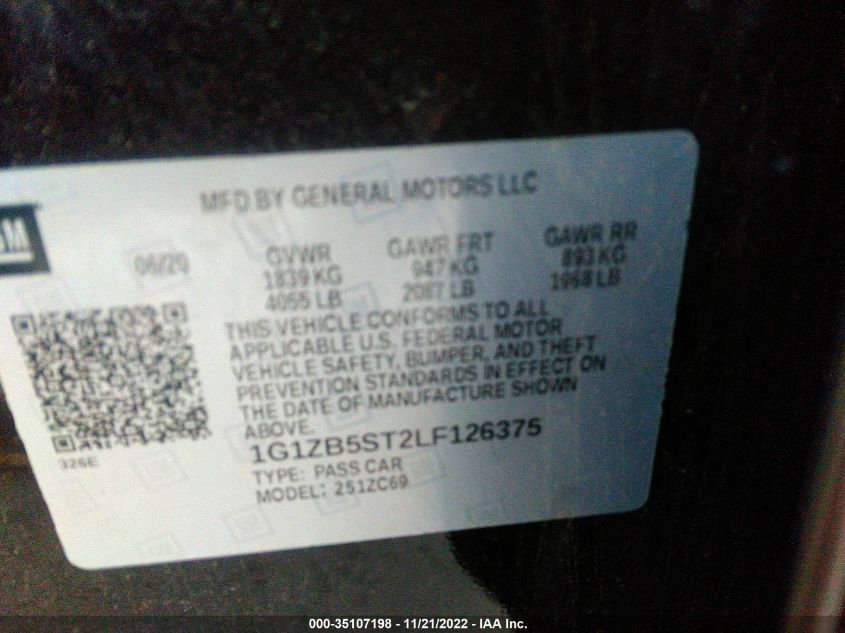 MFD BY GENERAL MOTORS LLC
GM
06/20 GVWR GAWR FRT GAWR RR
1839 KG 947 KG 893 KG
4055 LB 2087 LB 1968 LB
THIS VEHICLE CONFORMS TO ALL
APPLICABLE U.S. FEDERAL MOTOR
VEHICLE SAFETY, BUMPER, AND THEFT
PREVENTION STANDARDS IN EFFECT ON
THE DATE OF MANUFACTURE SHOWN
ABOVE.
326E
1G1ZB5ST2LF126375
TYPE: PASS CAR
MODEL: 251ZC69
000-35107198 - 11/21/2022 - IAA Inc.